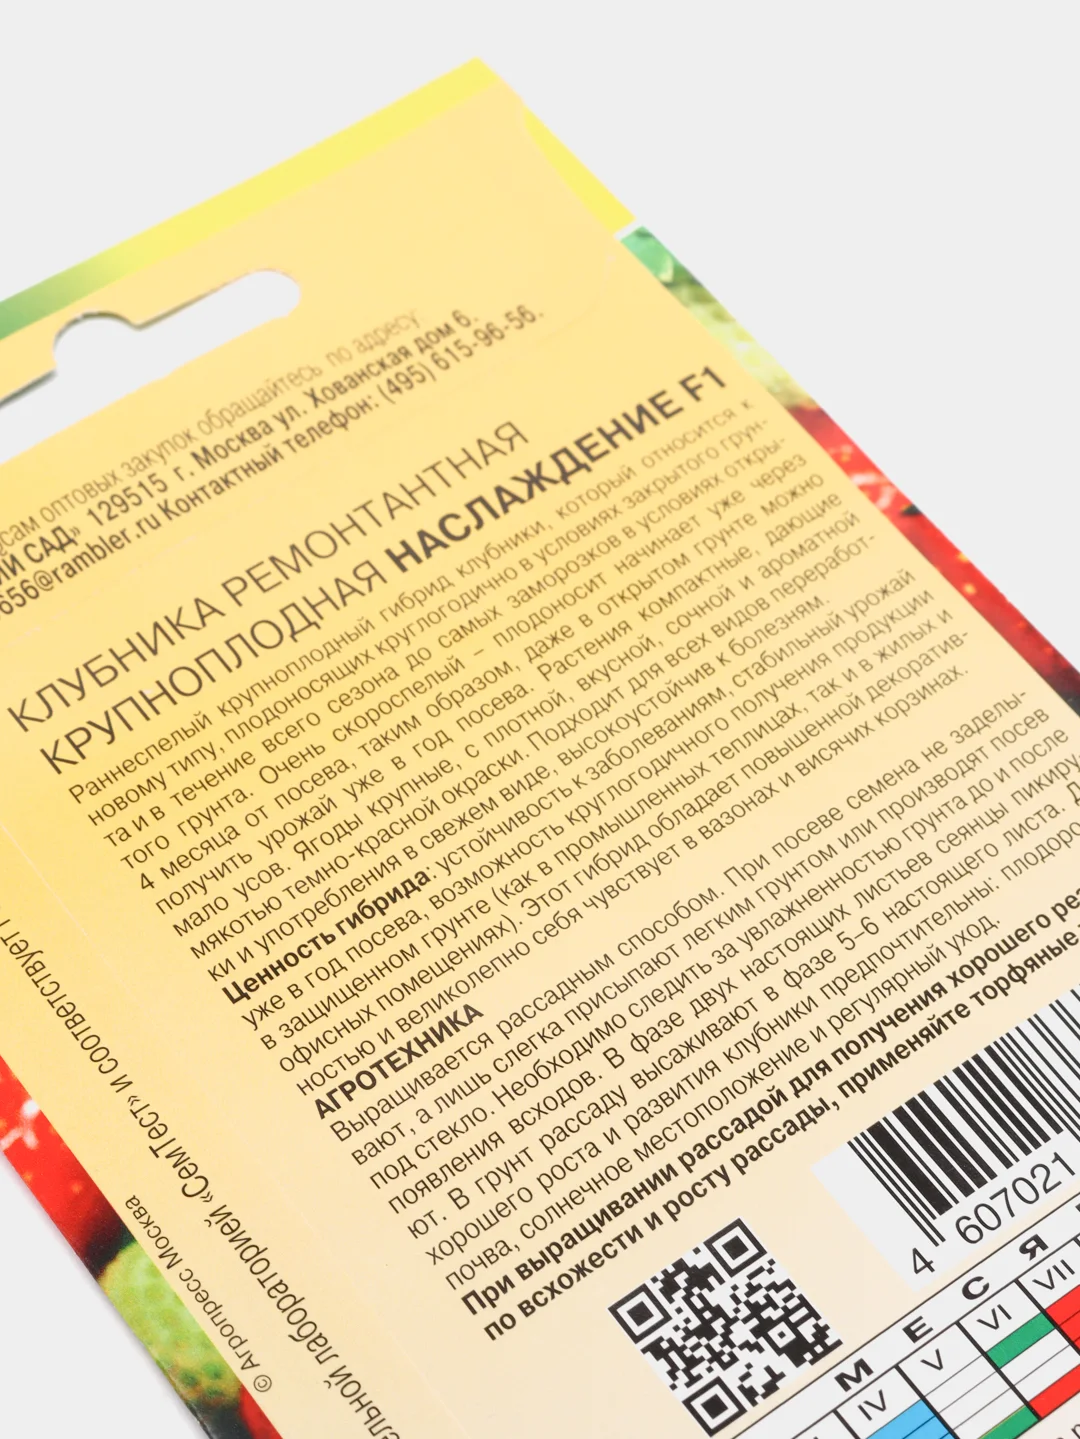 оптовых закупок обращайтесь по адресу:
САД» 129515 г. Москва ул. Хованская дом 6.
656@rambler.ru Контактный телефон: (495) 615-96-56.
КЛУБНИКА РЕМОНТАНТНАЯ
КРУПНОПЛОДНАЯ НАСЛАЖДЕНИЕ F1
Раннеспелый крупноплодный гибрид клубники, который относится к
новому типу, плодоносящих круглогодично в условиях закрытого грун-
та и в течение всего сезона до самых заморозков в условиях откры-
того грунта. Очень скороспелый – плодоносит начинает уже через
4 месяца от посева, таким образом, даже в открытом грунте можно
получить урожай уже в год посева. Растения компактные, дающие
мало усов. Ягоды крупные, с плотной, вкусной, сочной и ароматной
мякотью темно-красной окраски. Подходит для всех видов переработ-
ки и употребления в свежем виде, высокоустойчив к болезням.
Ценность гибрида: устойчивость к заболеваниям, стабильный урожай
уже в год посева, возможность круглогодичного получения продукции
в защищенном грунте (как в промышленных теплицах, так и в жилых и
офисных помещениях). Этот гибрид обладает повышенной декоратив-
ностью и великолепно себя чувствует в вазонах и висячих корзинах.
АГРОТЕХНИКА
Выращивается рассадным способом. При посеве семена не заделы-
вают, а лишь слегка присыпают легким грунтом или производят посев
под стекло. Необходимо следить за увлажненностью грунта до и после
появления всходов. В фазе двух настоящих листьев сеянцы пикиру
ют. В грунт рассаду высаживают в фазе 5–6 настоящего листа.
хорошего роста и развития клубники предпочтительны: плодоро
почва, солнечное местоположение и регулярный уход.
При выращивании рассадой для получения хорошего
по всхожести и росту рассады, применяйте торфяные
4 607021
МЕСЯ
IV V VI VII
и соответствует
ельной лабораторией «СемТест»
© Агропресс Москва